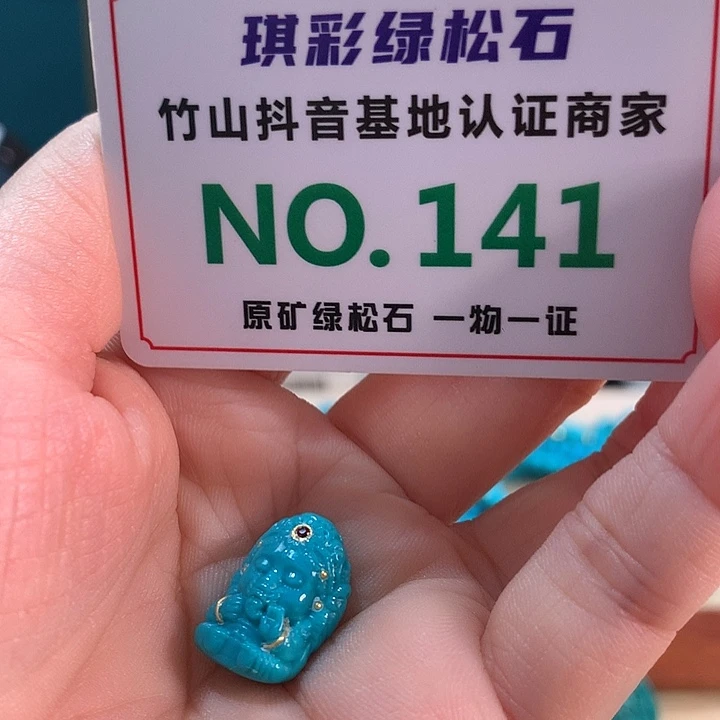 琪彩绿松石
竹山抖音基地认证商家
NO.141
原矿绿松石 一物一证